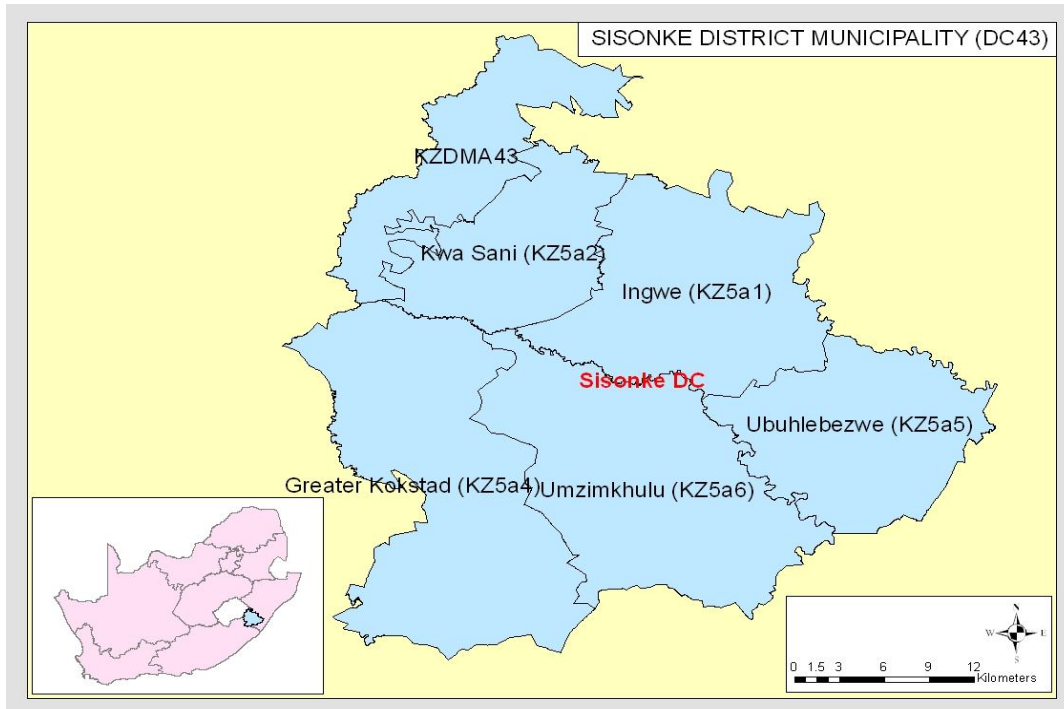 SISONKE DISTRICT MUNICIPALITY (DC43)
KZDMA43
Kwa Sani (KZ5a2)
Ingwe (KZ5a1)
Sisonke DC
Ubuhlebezwe (KZ5a5)
Greater Kokstad (KZ5a4)
Umzimkhulu (KZ5a6)
N
W E
S
0 1.5 3 6 9 12
Kilometers